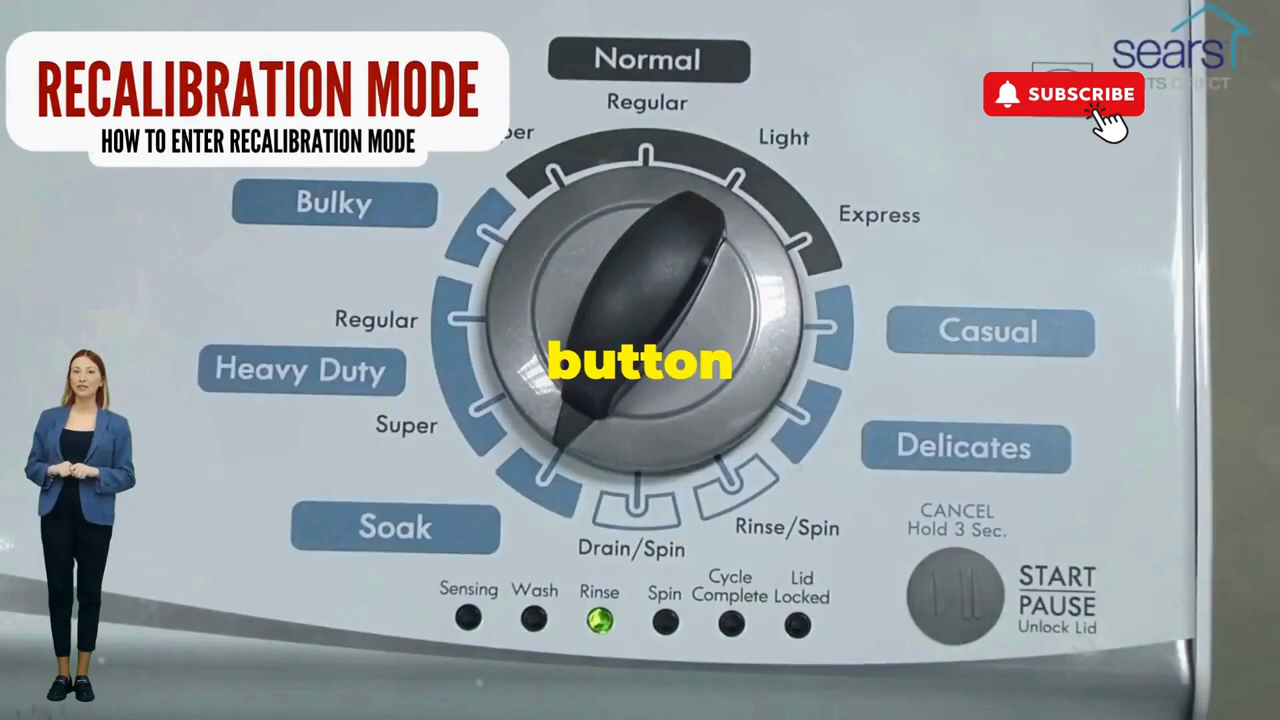 sears
RECALIBRATION MODE
HOW TO ENTER RECALIBRATION MODE
SUBSCRIBE
DIRECT
Normal
Regular
Light
Bulky
Express
Regular
Casual
Heavy Duty
button
Super
Delicates
Soak
CANCEL
Hold 3 Sec.
Rinse/Spin
Drain/Spin
Sensing
Wash
Rinse
Spin
Cycle
Complete
Lid
Locked
START
PAUSE
Unlock Lid